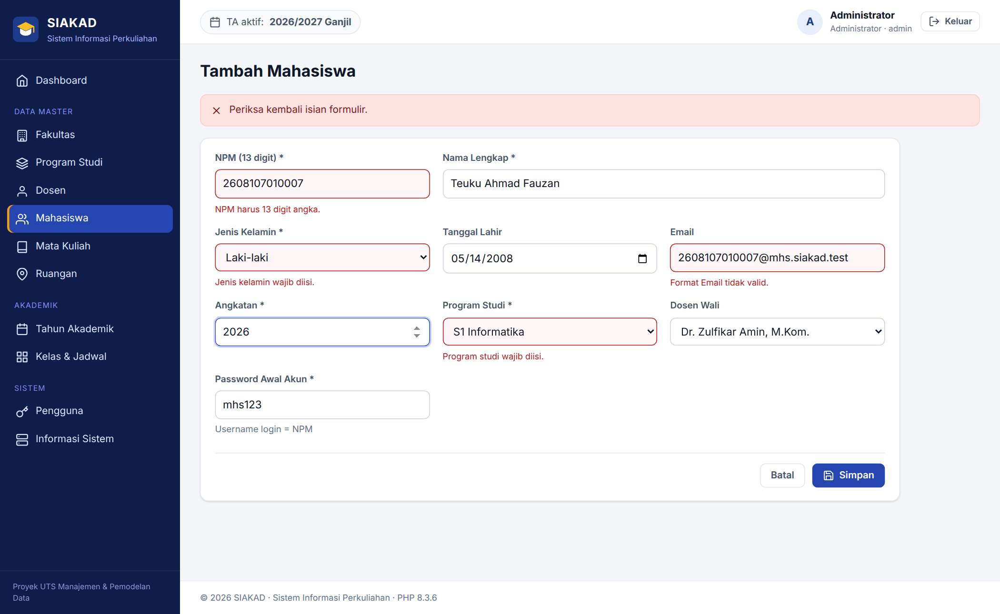 SIAKAD
Sistem Informasi Perkuliahan
Dashboard
DATA MASTER
Fakultas
Program Studi
Dosen
Mahasiswa
Mata Kuliah
Ruangan
AKADEMIK
Tahun Akademik
Kelas & Jadwal
SISTEM
Pengguna
Informasi Sistem
Proyek UTS Manajemen & Pemodelan
Data
TA aktif: 2026/2027 Ganjil
A
Administrator
Administrator · admin
Keluar
Tambah Mahasiswa
Periksa kembali isian formulir.
NPM (13 digit) *
2608107010007
NPM harus 13 digit angka.
Nama Lengkap *
Teuku Ahmad Fauzan
Jenis Kelamin *
Laki-laki
Jenis kelamin wajib diisi.
Tanggal Lahir
05/14/2008
Email
2608107010007@mhs.siakad.test
Format Email tidak valid.
Angkatan *
2026
Program Studi *
S1 Informatika
Program studi wajib diisi.
Dosen Wali
Dr. Zulfikar Amin, M.Kom.
Password Awal Akun *
mhs123
Username login = NPM
Batal
Simpan
© 2026 SIAKAD · Sistem Informasi Perkuliahan · PHP 8.3.6